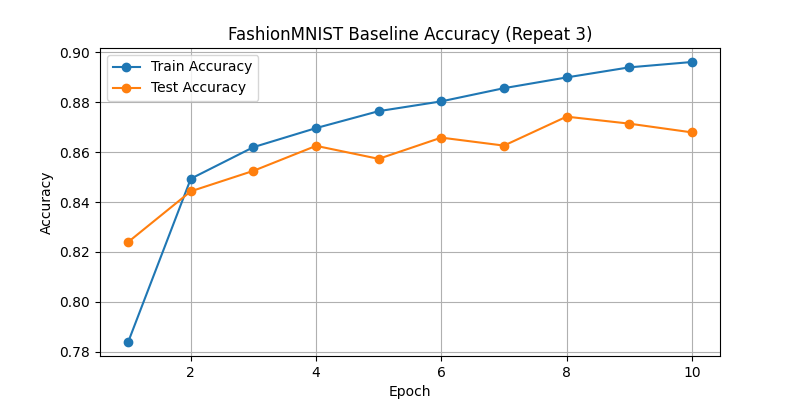 FashionMNIST Baseline Accuracy (Repeat 3)
Train Accuracy
Test Accuracy
Accuracy
0.90
0.88
0.86
0.84
0.82
0.80
0.78
2
4
6
8
10
Epoch